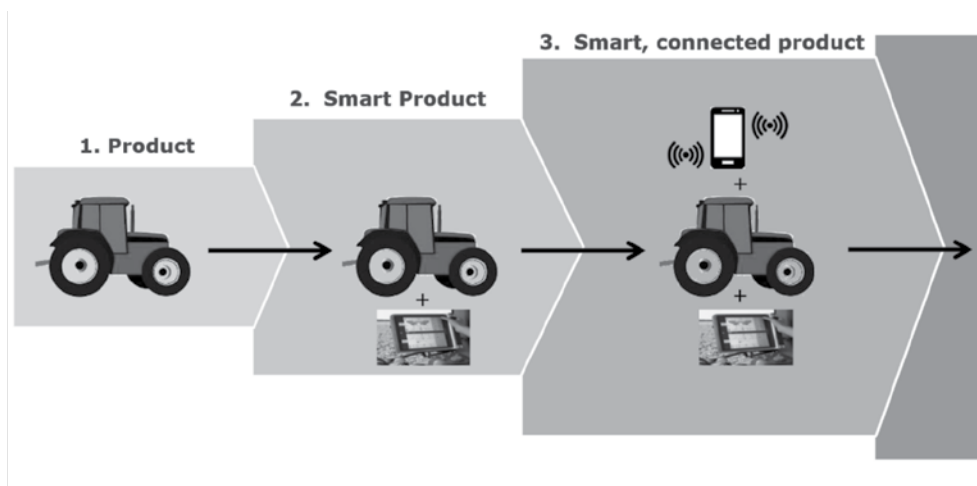 1. Product
2. Smart Product
3. Smart, connected product
+
+
+